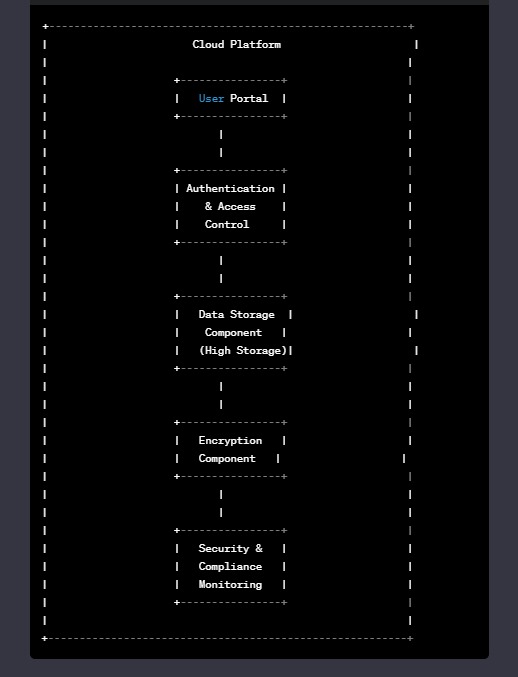 Cloud Platform
User Portal
Authentication
& Access
Control
Data Storage
Component
(High Storage)
Encryption
Component
Security &
Compliance
Monitoring